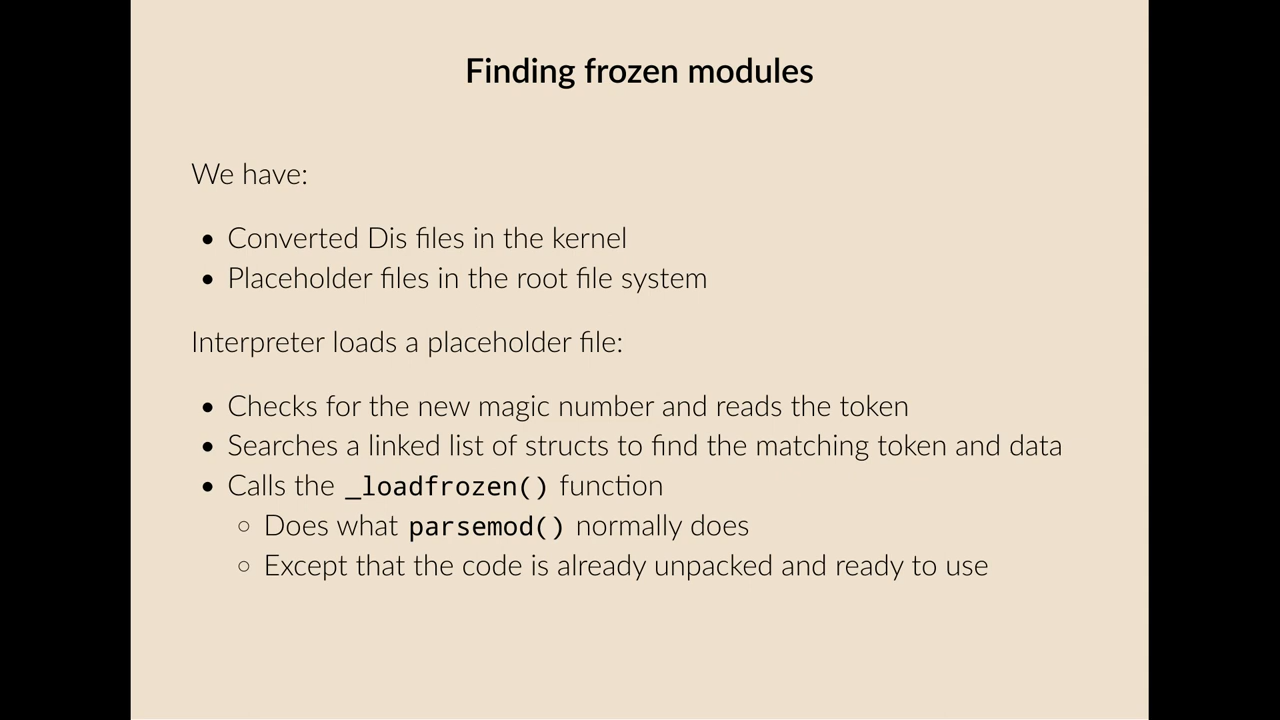 Finding frozen modules
We have:
• Converted Dis files in the kernel
• Placeholder files in the root file system
Interpreter loads a placeholder file:
• Checks for the new magic number and reads the token
• Searches a linked list of structs to find the matching token and data
• Calls the _loadfrozen() function
◦ Does what parsemod() normally does
◦ Except that the code is already unpacked and ready to use